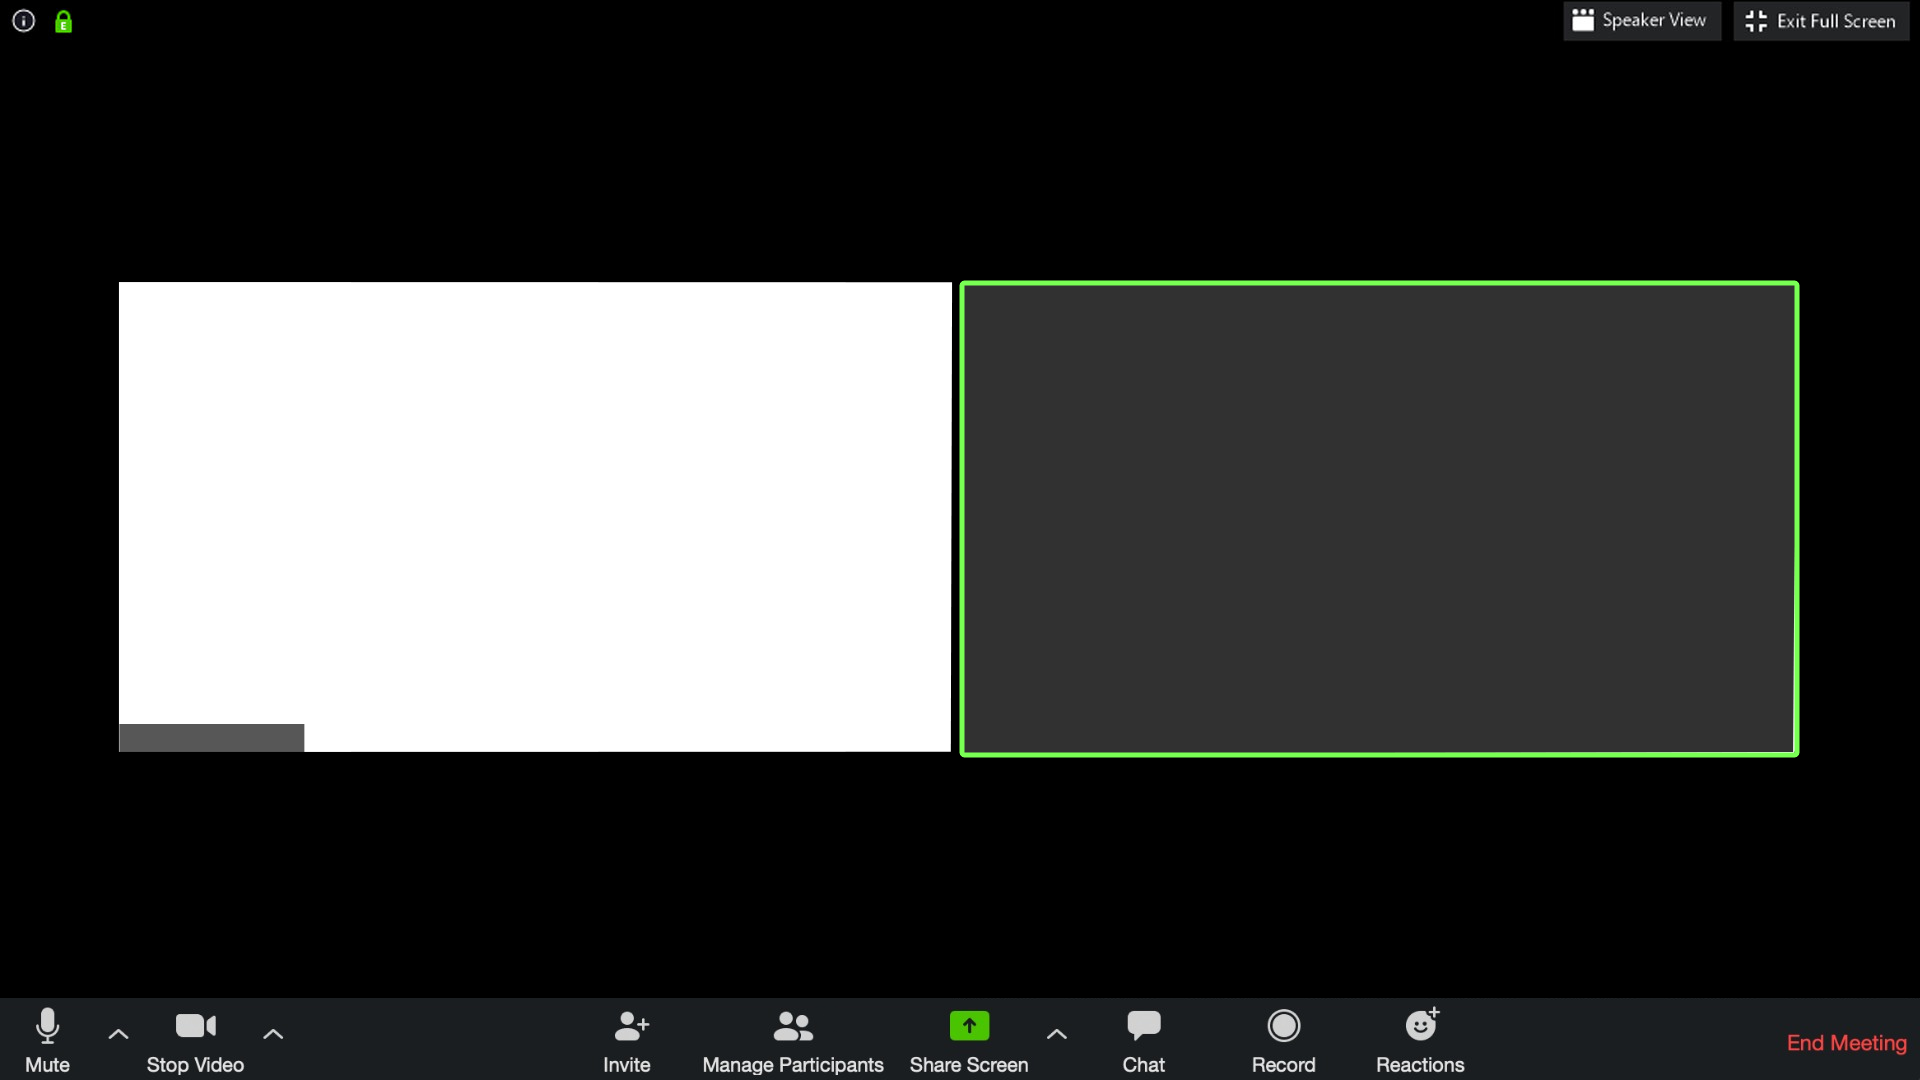 Speaker View
Exit Full Screen
E
Mute
Stop Video
Invite
Manage Participants
Share Screen
Chat
Record
Reactions
End Meeting